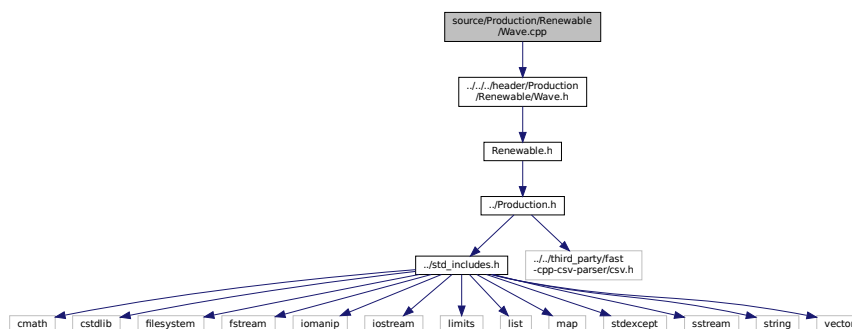 source/Production/Renewable
/Wave.cpp
../../../header/Production
/Renewable/Wave.h
Renewable.h
../Production.h
../std_includes.h
../../third_party/fast
-cpp-csv-parser/csv.h
cmath
cstdlib
filesystem
fstream
iomanip
iostream
limits
list
map
stdexcept
sstream
string
vector